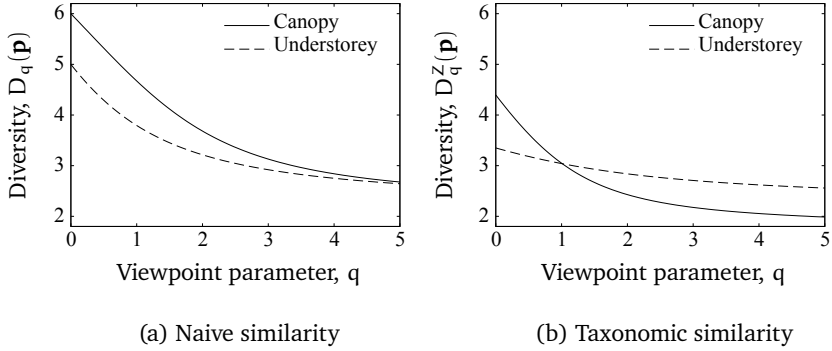 6
5
4
3
2
0 1 2 3 4 5
Diversity, D_q(p)
Viewpoint parameter, q
Canopy
Understorey
(a) Naive similarity
6
5
4
3
2
0 1 2 3 4 5
Diversity, D_q^Z(p)
Viewpoint parameter, q
Canopy
Understorey
(b) Taxonomic similarity